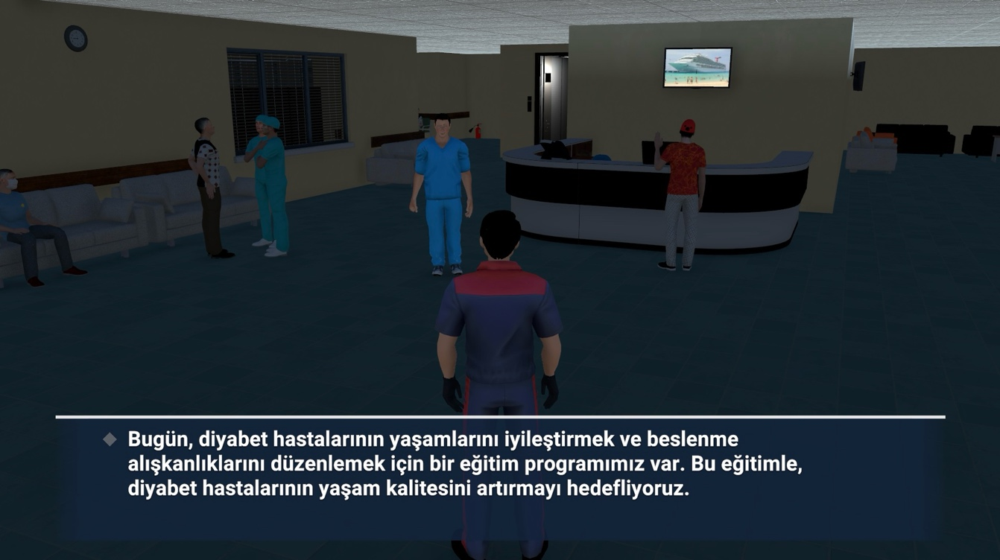 Bugün, diyabet hastalarının yaşamlarını iyileştirmek ve beslenme
alışkanlıklarını düzenlemek için bir eğitim programımız var. Bu eğitimle,
diyabet hastalarının yaşam kalitesini artırmayı hedefliyoruz.